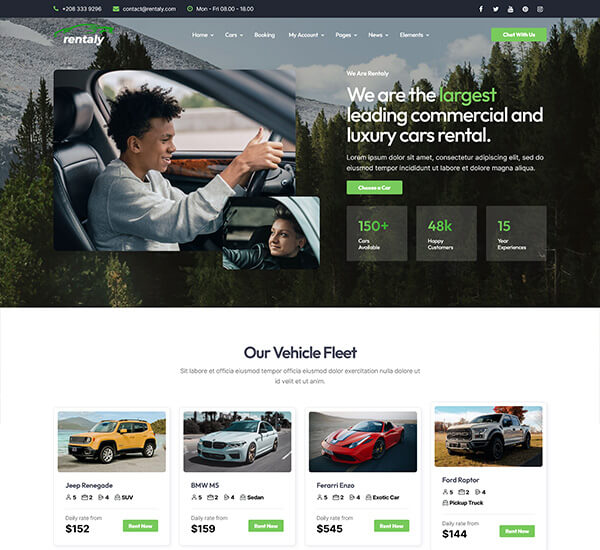 +208 333 9296 contact@rentaly.com Mon - Fri 08.00 - 18.00
rentaly Home Cars Booking My Account Pages News Elements Chat With Us
We Are Rentaly
We are the largest
leading commercial and
luxury cars rental.
Lorem ipsum dolor sit amet, consectetur adipiscing elit, sed do
eiusmod tempor incididunt ut labore et dolore magna aliqua.
Choose a Car
150+ 48k 15
Cars Happy Year
Available Customers Experiences
Our Vehicle Fleet
Sit labore et officia eiusmod tempor officia eiusmod dolor exercitation nulla dolore ut
id velit et ut anim.
Jeep Renegade
5 2 4 SUV
Daily rate from
$152 Rent Now
BMW M5
5 2 4 Sedan
Daily rate from
$159 Rent Now
Ferarri Enzo
5 2 4 Exotic Car
Daily rate from
$545 Rent Now
Ford Raptor
5 2 4
Pickup Truck
Daily rate from
$144 Rent Now